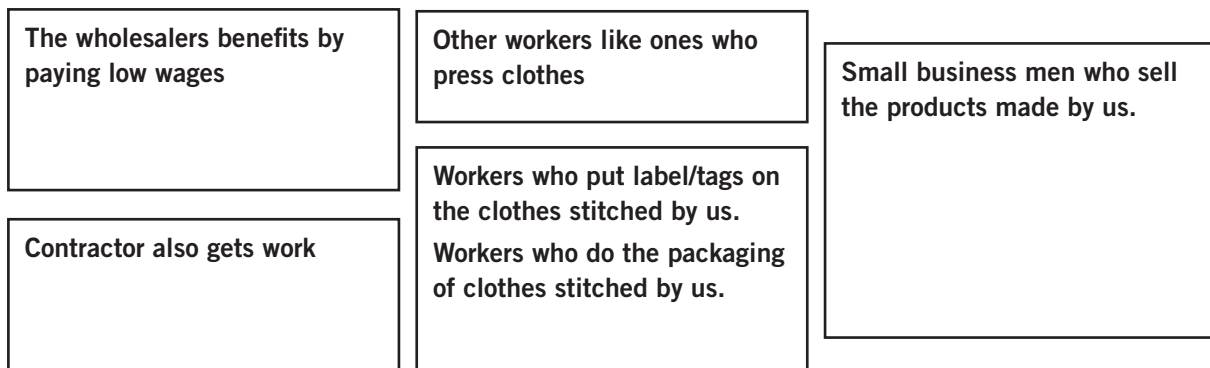 The wholesalers benefits by
paying low wages
Contractor also gets work
Other workers like ones who
press clothes
Workers who put label/tags on
the clothes stitched by us.
Workers who do the packaging
of clothes stitched by us.
Small business men who sell
the products made by us.